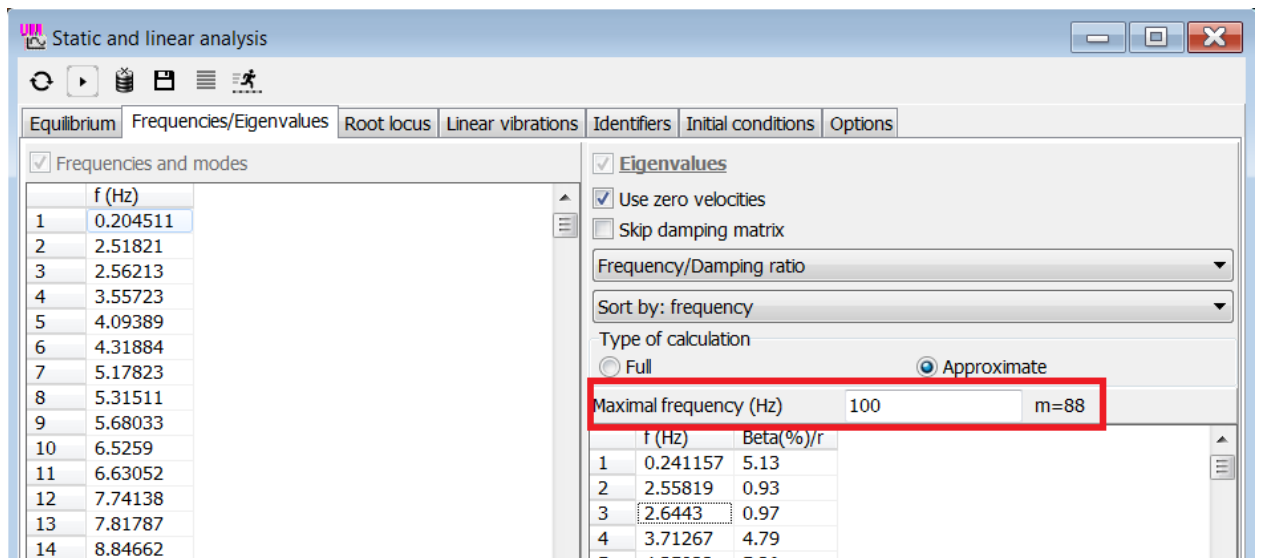 UM Static and linear analysis
Equilibrium Frequencies/Eigenvalues Root locus Linear vibrations Identifiers Initial conditions Options
Frequencies and modes
f (Hz)
1 0.204511
2 2.51821
3 2.56213
4 3.55723
5 4.09389
6 4.31884
7 5.17823
8 5.31511
9 5.68033
10 6.5259
11 6.63052
12 7.74138
13 7.81787
14 8.84662
Eigenvalues
Use zero velocities
Skip damping matrix
Frequency/Damping ratio
Sort by: frequency
Type of calculation
Full Approximate
Maximal frequency (Hz) 100 m=88
f (Hz) Beta(%)/r
1 0.241157 5.13
2 2.55819 0.93
3 2.6443 0.97
4 3.71267 4.79